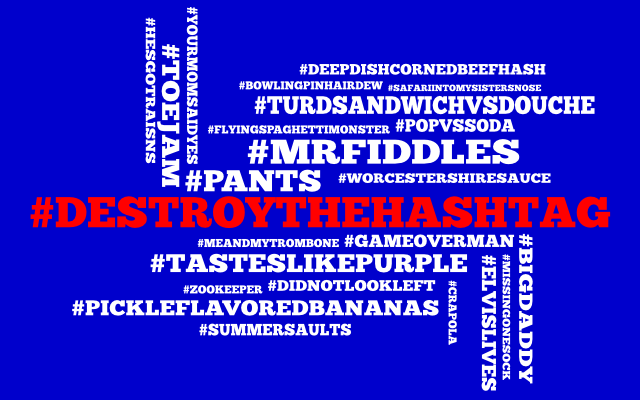 #HESGOTRAISNS
#TOEJAM
#YOURMOMSAIDYES
#DEEPDISHCORNEDBEEFHASH
#BOWLINGPINHAIRDEW
#SAFARIINTOMYSISTERSNOSE
#TURDSANDWICHVSDOUCHE
#FLYINGSPAGHETTIMONSTER
#POPVSSODA
#MRFIDDLES
#PANTS
#WORCESTERSHIRESAUCE
#DESTROYTHEHASHTAG
#MEANDMYTROMBONE
#GAMEOVERMAN
#TASTESLIKEPURPLE
#ZOOKEEPER
#DIDNOTLOOKLEFT
#PICKLEFLAVOREDBANANAS
#SUMMERSAULTS
#CRAPOLA
#ELVISLIVES
#MISSINGONESOCK
#BIGDADDY